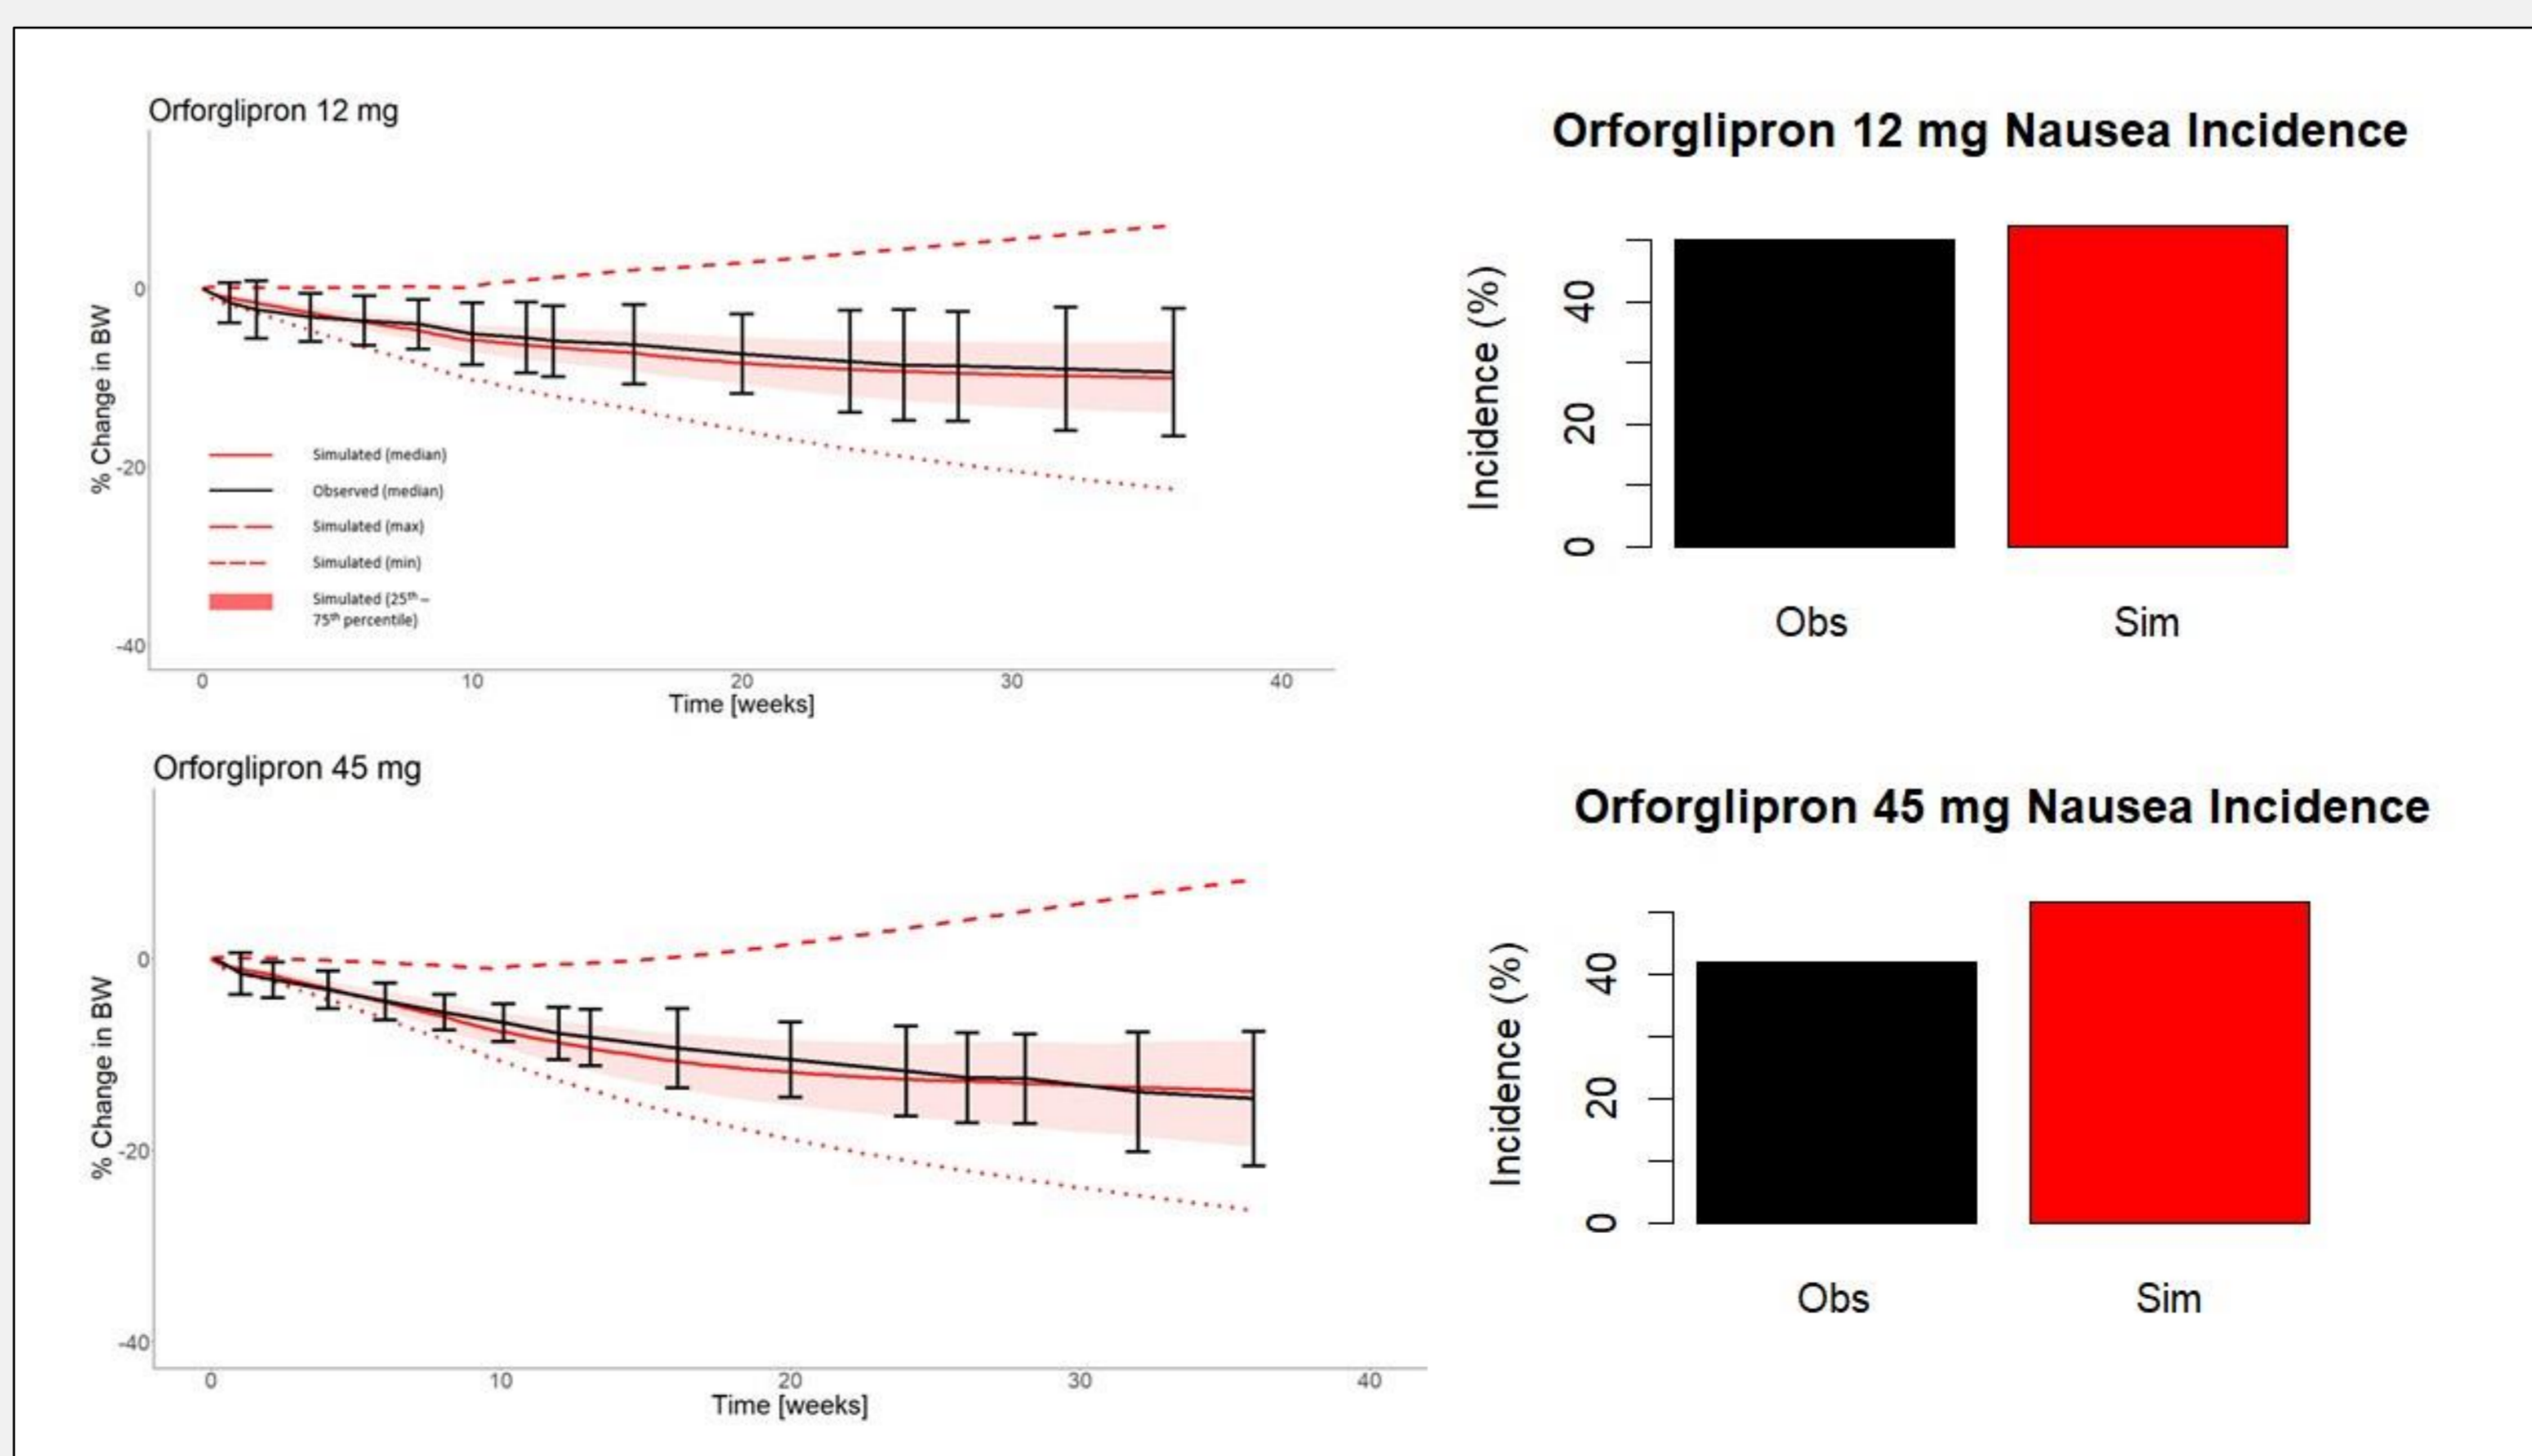 Orforglipron 12 mg
% Change in BW
0
-20
-40
Simulated (median)
Observed (median)
Simulated (max)
Simulated (min)
Simulated (25th –
75th percentile)
0 10 20 30 40
Time [weeks]
Orforglipron 12 mg Nausea Incidence
Incidence (%)
40
20
0
Obs Sim
Orforglipron 45 mg
% Change in BW
0
-20
-40
0 10 20 30 40
Time [weeks]
Orforglipron 45 mg Nausea Incidence
Incidence (%)
40
20
0
Obs Sim